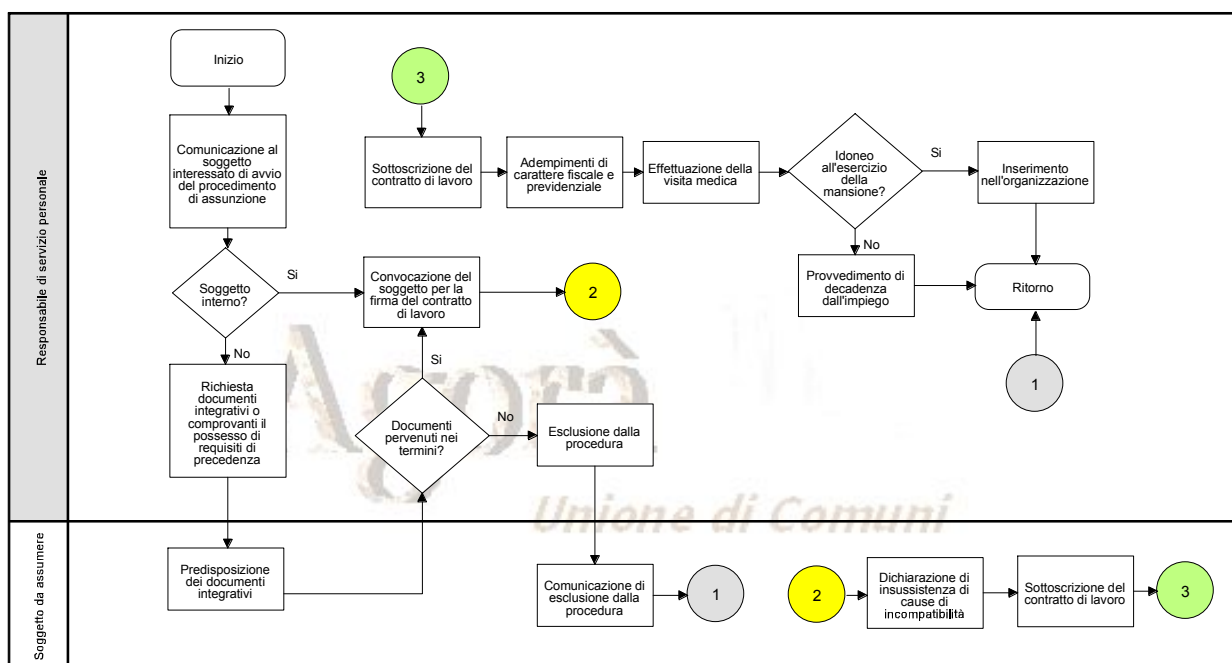 Responsabile di servizio personale
Inizio
Comunicazione al
soggetto
interessato di avvio
del procedimento
di assunzione
Soggetto
interno?
Si
No
Richiesta
documenti
integrativi o
comprovanti il
possesso di
requisiti di
precedenza
Convocazione del
soggetto per la
firma del contratto
di lavoro
2
Si
Documenti
pervenuti nei
termini?
No
Esclusione dalla
procedura
3
Sottoscrizione del
contratto di lavoro
Adempimenti di
carattere fiscale e
previdenziale
Effettuazione della
visita medica
Idoneo
all'esercizio
della
mansione?
Si
Inserimento
nell'organizzazione
No
Provvedimento di
decadenza
dall'impiego
Ritorno
1
Agorà
Unione di Comuni
Soggetto da assumere
Predisposizione
dei documenti
integrativi
Comunicazione di
esclusione dalla
procedura
1
2
Dichiarazione di
insussistenza di
cause di
incompatibilità
Sottoscrizione del
contratto di lavoro
3